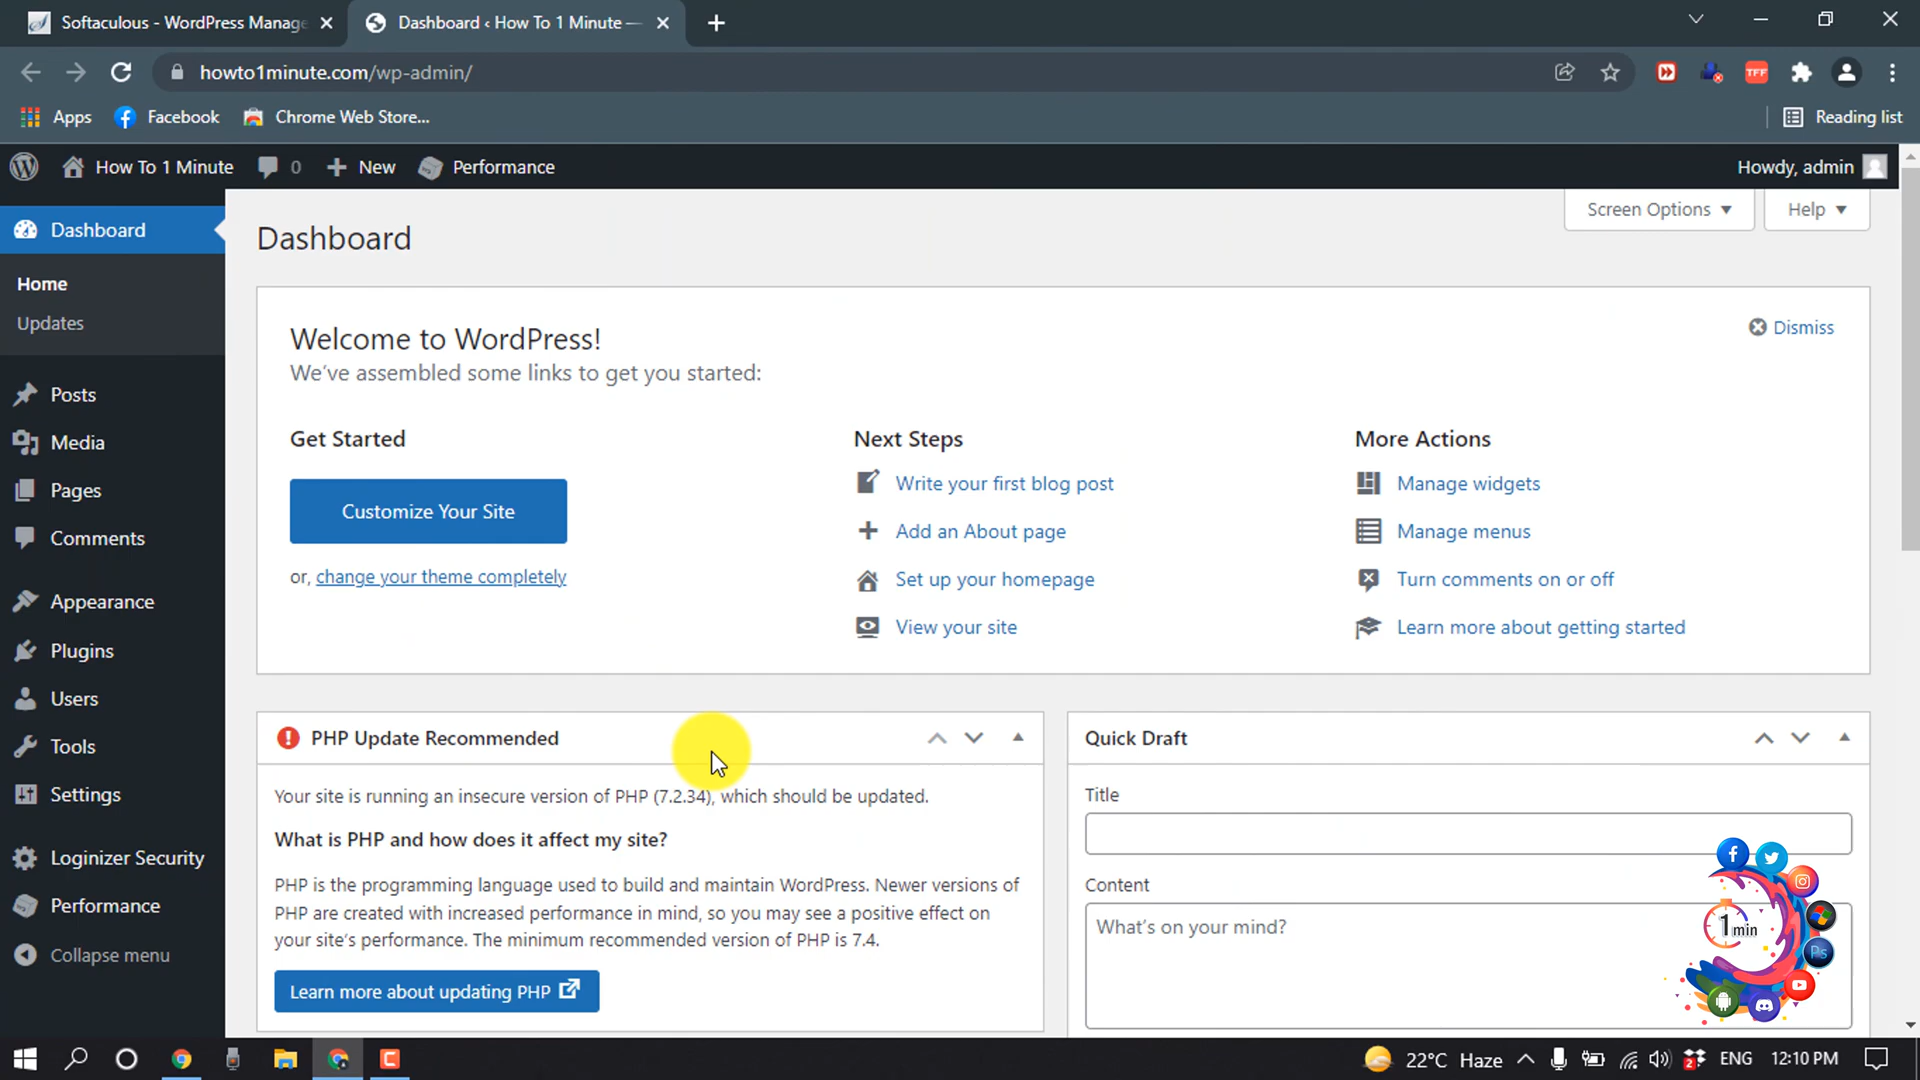 Softaculous - WordPress Manage
Dashboard ‹ How To 1 Minute —
howto1minute.com/wp-admin/
TFF
Apps
Facebook
Chrome Web Store...
Reading list
How To 1 Minute
0
New
Performance
Howdy, admin
Dashboard
Home
Updates
Posts
Media
Pages
Comments
Appearance
Plugins
Users
Tools
Settings
Loginizer Security
Performance
Collapse menu
Screen Options
Help
Dashboard
Welcome to WordPress!
Dismiss
We've assembled some links to get you started:
Get Started
Customize Your Site
or, change your theme completely
Next Steps
Write your first blog post
Add an About page
Set up your homepage
View your site
More Actions
Manage widgets
Manage menus
Turn comments on or off
Learn more about getting started
PHP Update Recommended
Your site is running an insecure version of PHP (7.2.34), which should be updated.
What is PHP and how does it affect my site?
PHP is the programming language used to build and maintain WordPress. Newer versions of
PHP are created with increased performance in mind, so you may see a positive effect on
your site's performance. The minimum recommended version of PHP is 7.4.
Learn more about updating PHP
Quick Draft
Title
Content
What's on your mind?
1min
Ps
22°C Haze
2
ENG
12:10 PM